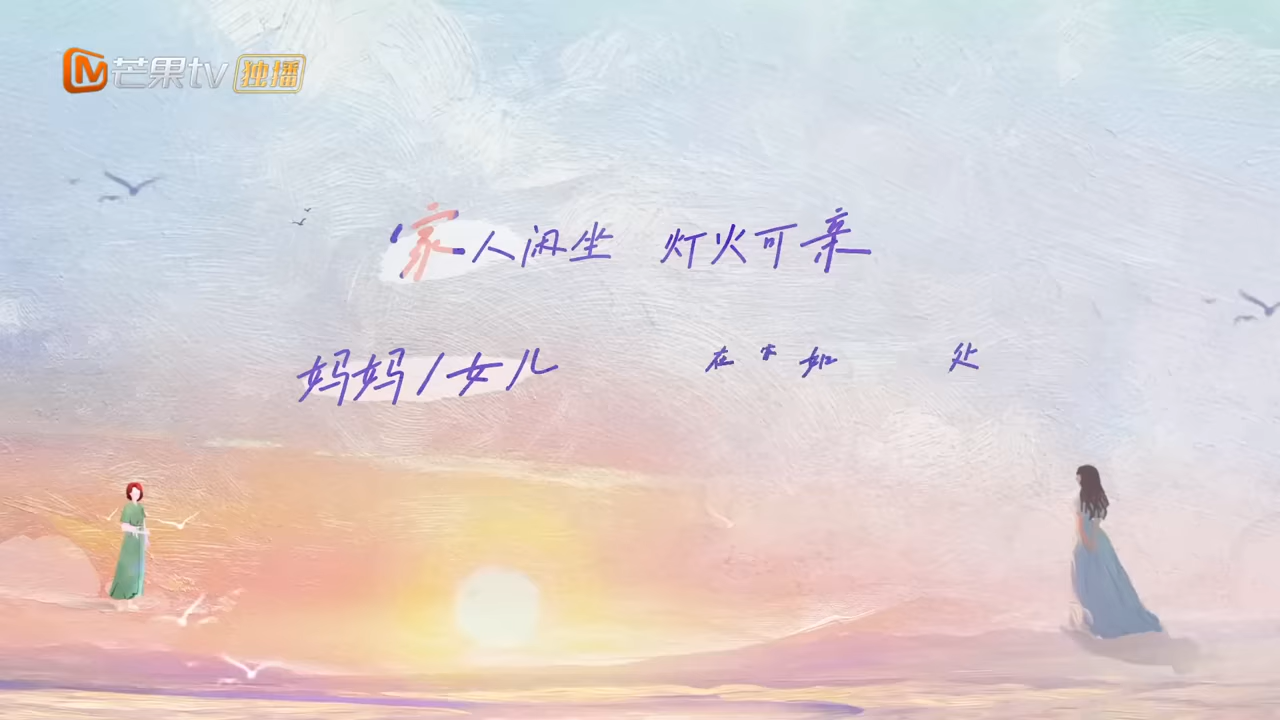 芒果tv 独播
家人闲坐 灯火可亲
妈妈/女儿 在 如 处